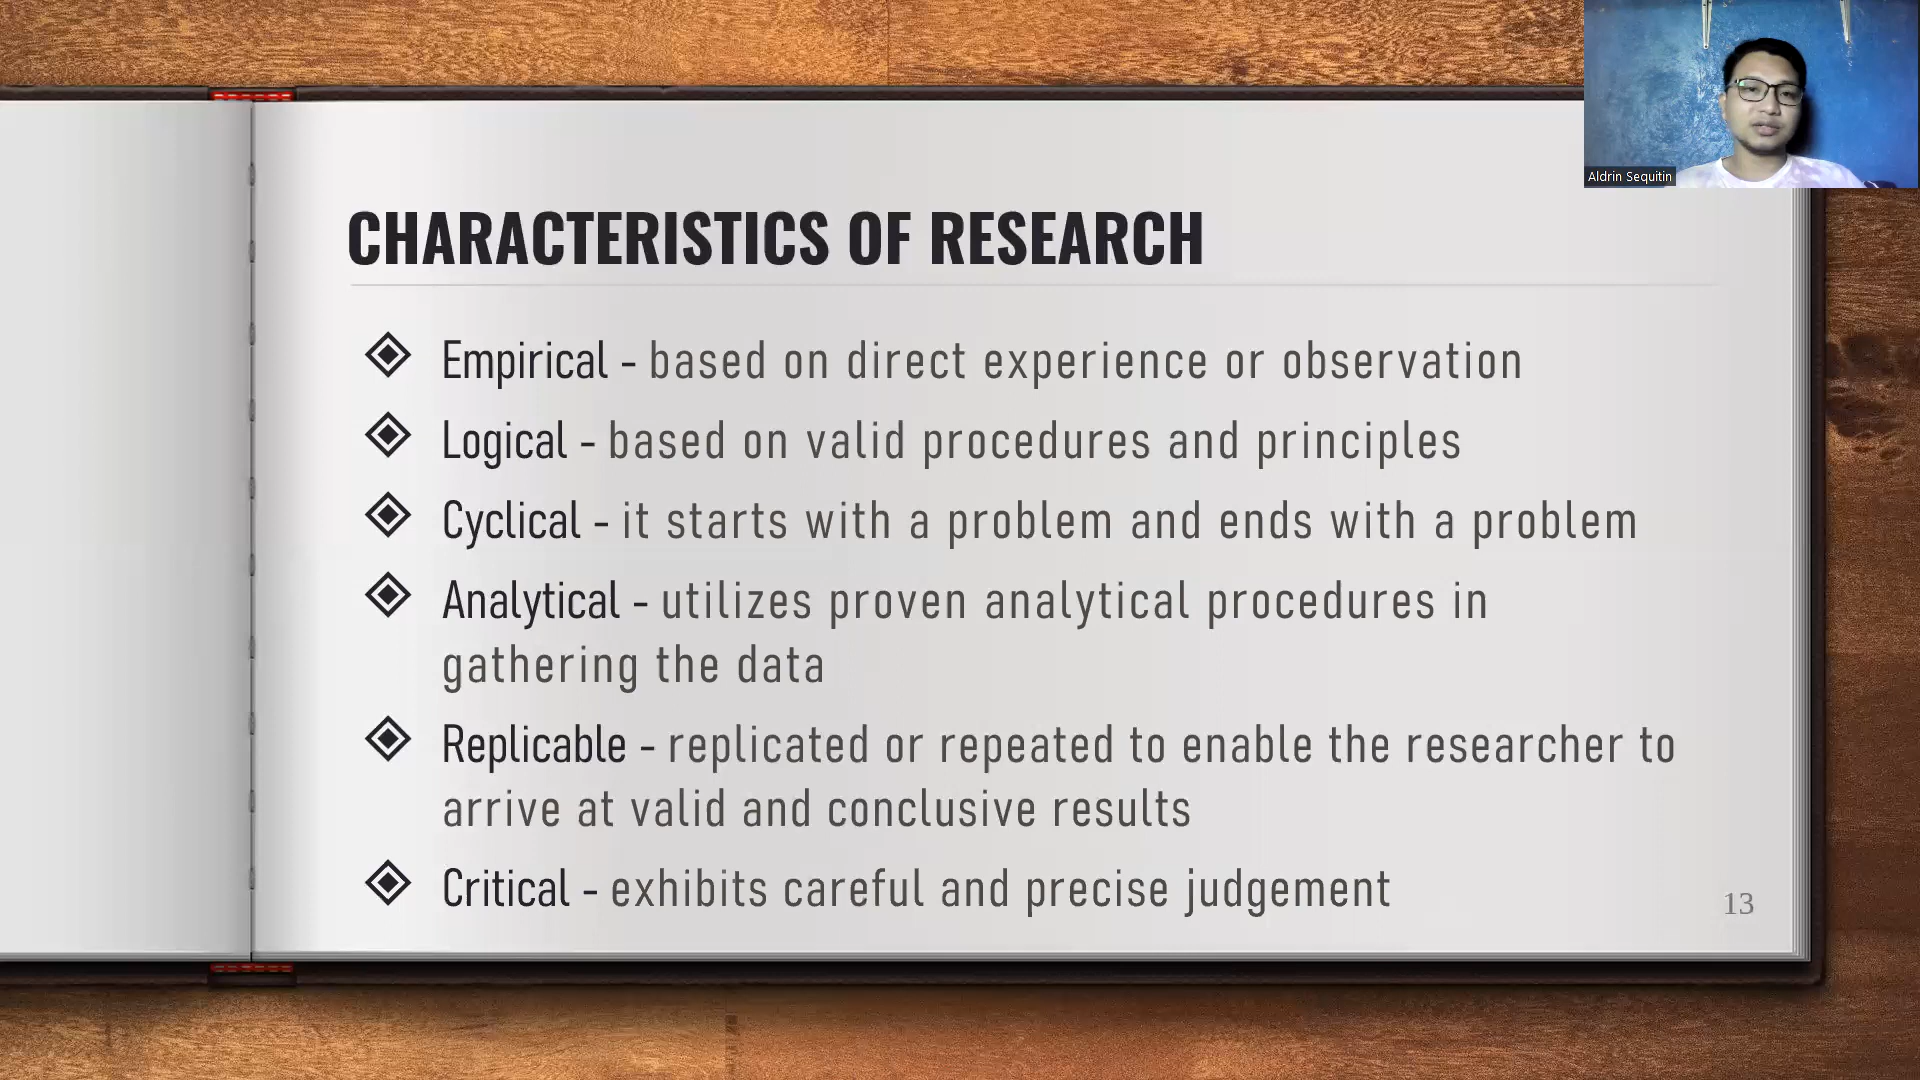 Aldrin Sequitin
CHARACTERISTICS OF RESEARCH
Empirical - based on direct experience or observation
Logical - based on valid procedures and principles
Cyclical - it starts with a problem and ends with a problem
Analytical - utilizes proven analytical procedures in
gathering the data
Replicable - replicated or repeated to enable the researcher to
arrive at valid and conclusive results
Critical - exhibits careful and precise judgement
13